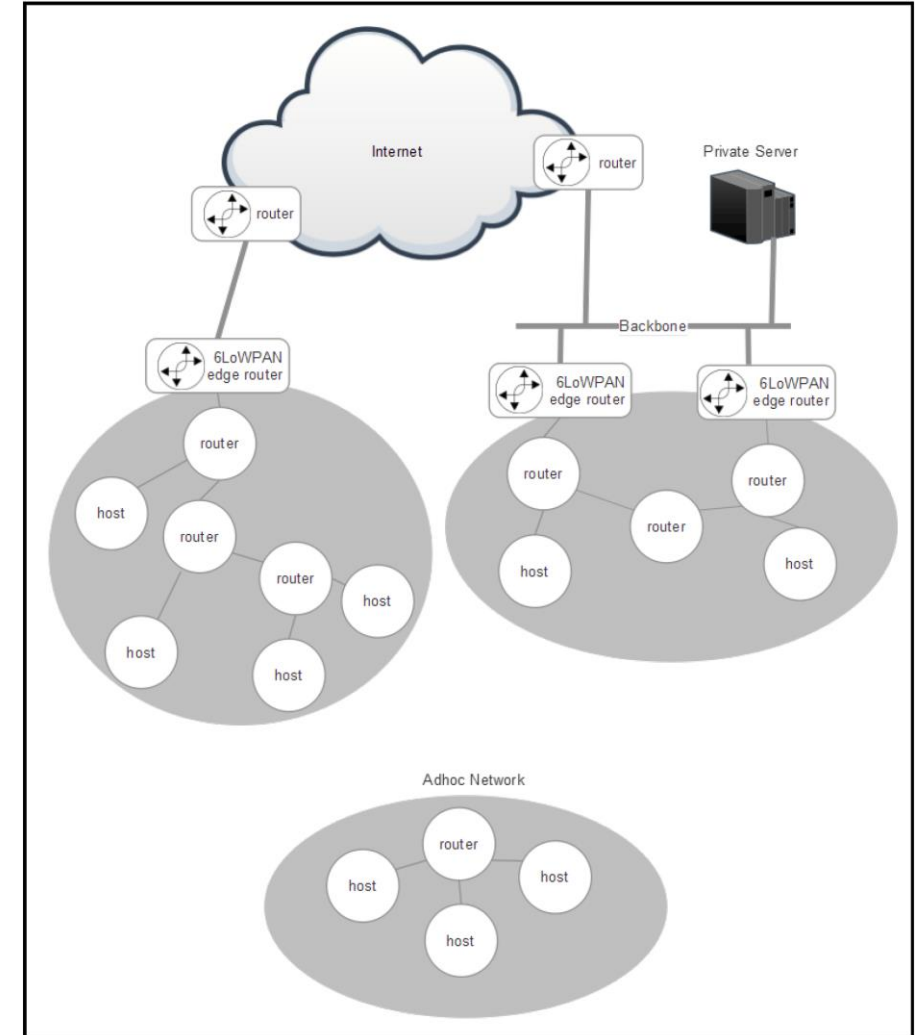 Internet
router
Private Server
router
Backbone
6LoWPAN
edge router
6LoWPAN
edge router
6LoWPAN
edge router
router
host
router
router
host
host
host
router
router
router
host
host
Adhoc Network
router
host
host
host